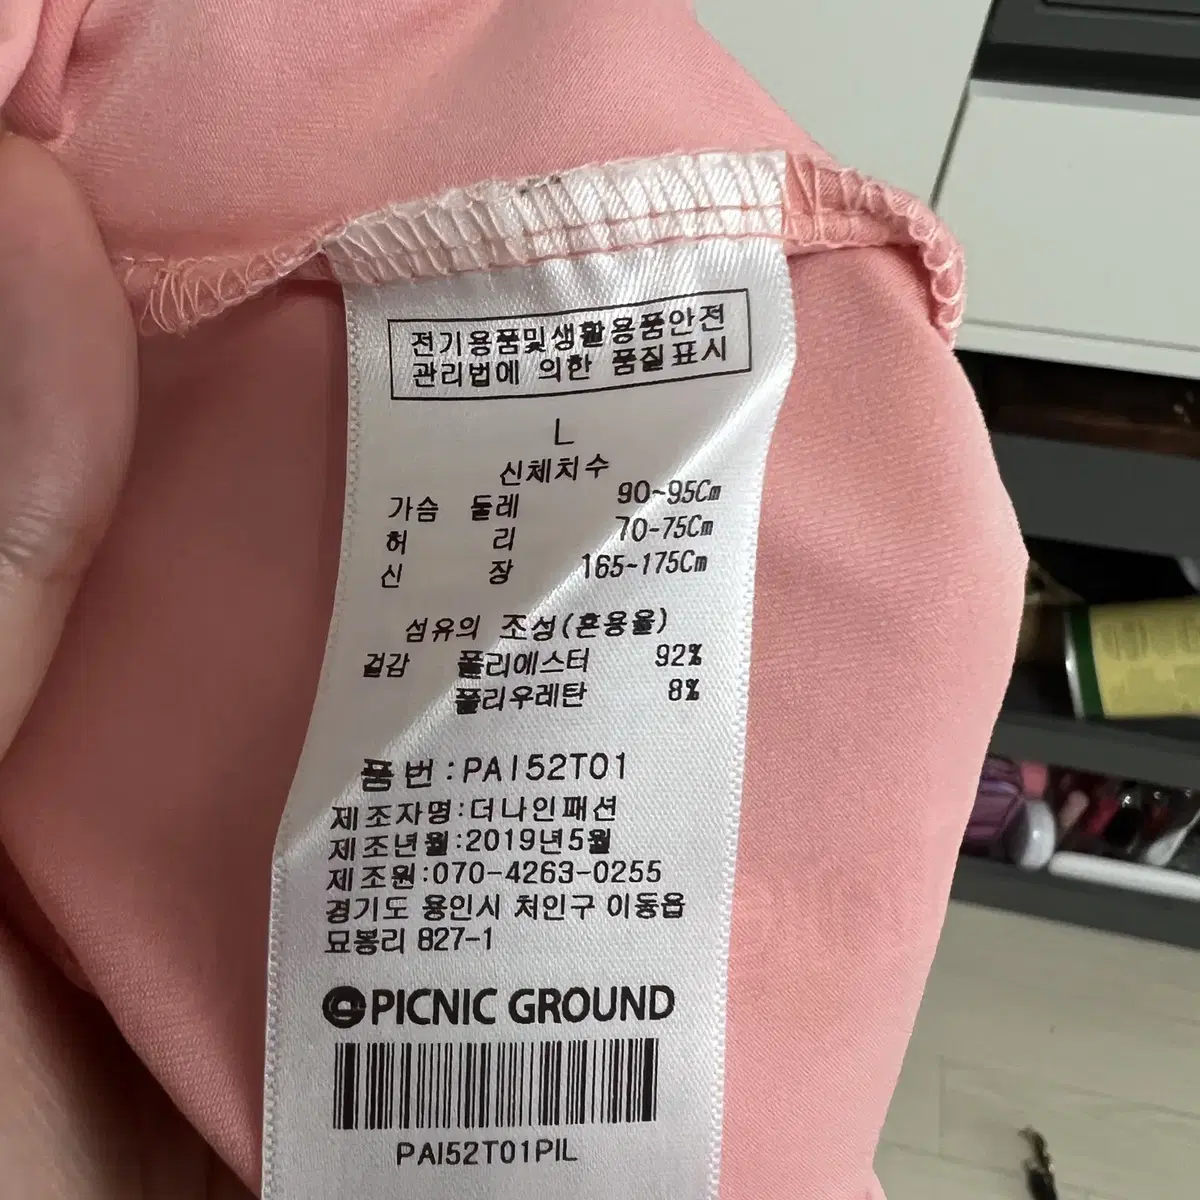 전기용품및생활용품안전
관리법에 의한 품질표시
L
신체치수
가슴 둘레 90~95Cm
허 리 70-75Cm
신 장 165~175Cm
섬유의 조성(혼용율)
겉감 폴리에스터 92%
폴리우레탄 8%
품 번 :PAI52T01
제조자명:더나인패션
제조년월:2019년5월
제조원:070-4263-0255
경기도 용인시 처인구 이동읍
묘봉리 827-1
PICNIC GROUND
PAI52T01PIL